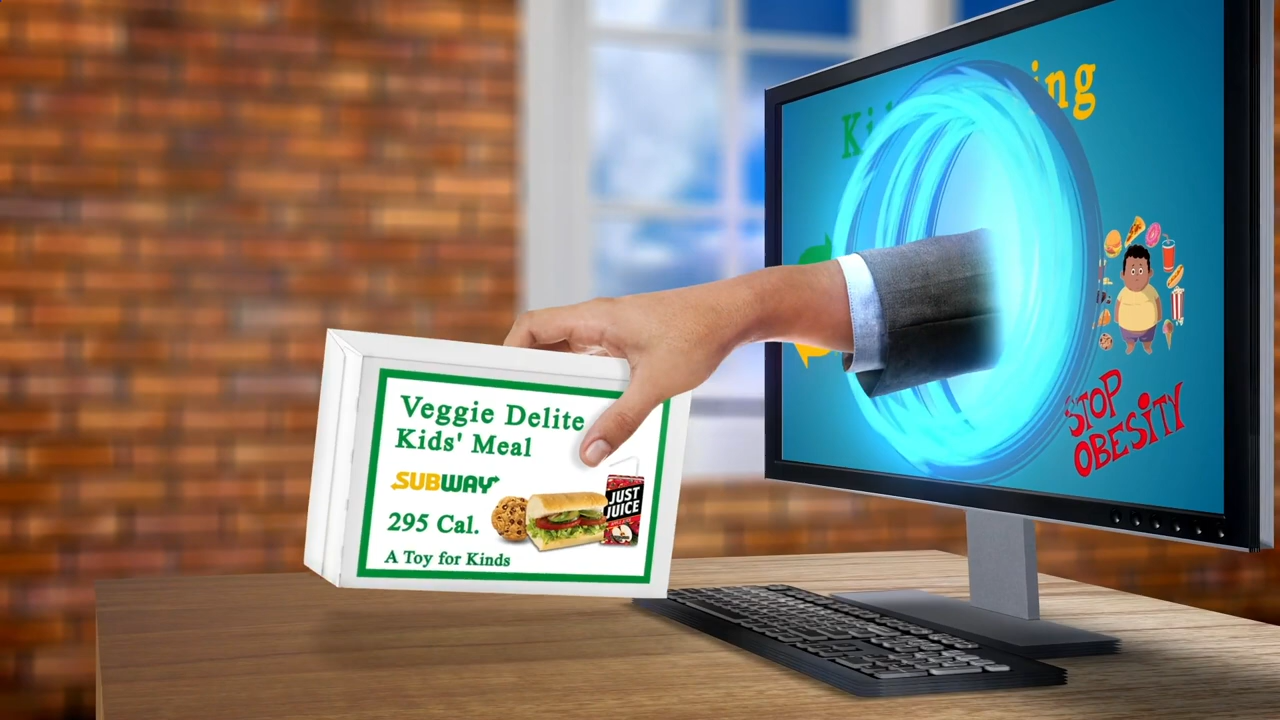 Veggie Delite
Kids' Meal
SUBWAY
295 Cal.
A Toy for Kinds
JUST
JUICE
STOP
OBESITY